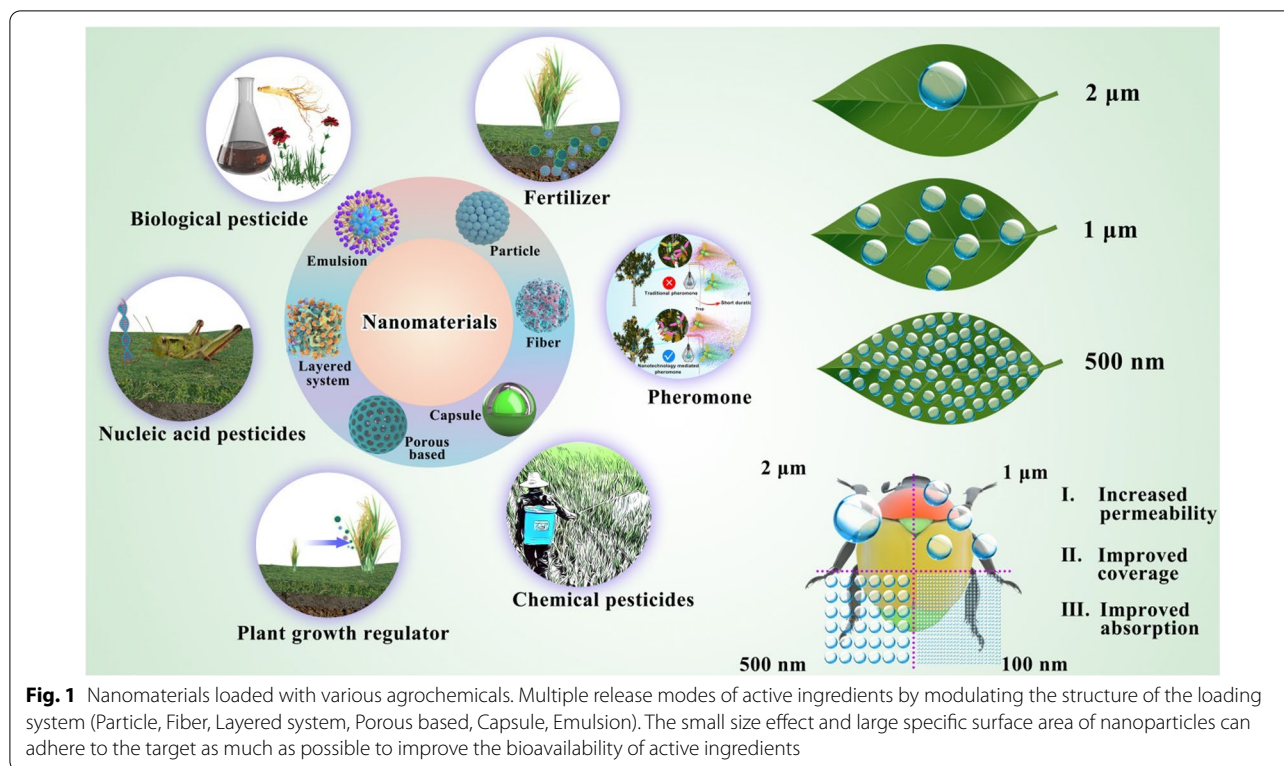 Biological pesticide
Fertilizer
Emulsion
Particle
Nanomaterials
Fiber
Layered
system
Capsule
Porous
based
Nucleic acid pesticides
Traditional pheromone
Trap
Nanotechnology mediated
pheromone
Pheromone
Plant growth regulator
Chemical pesticides
2 µm
1 µm
500 nm
2 µm
1 µm
500 nm
100 nm
I. Increased
permeability
II. Improved
coverage
III. Improved
absorption
Fig. 1 Nanomaterials loaded with various agrochemicals. Multiple release modes of active ingredients by modulating the structure of the loading
system (Particle, Fiber, Layered system, Porous based, Capsule, Emulsion). The small size effect and large specific surface area of nanoparticles can
adhere to the target as much as possible to improve the bioavailability of active ingredients